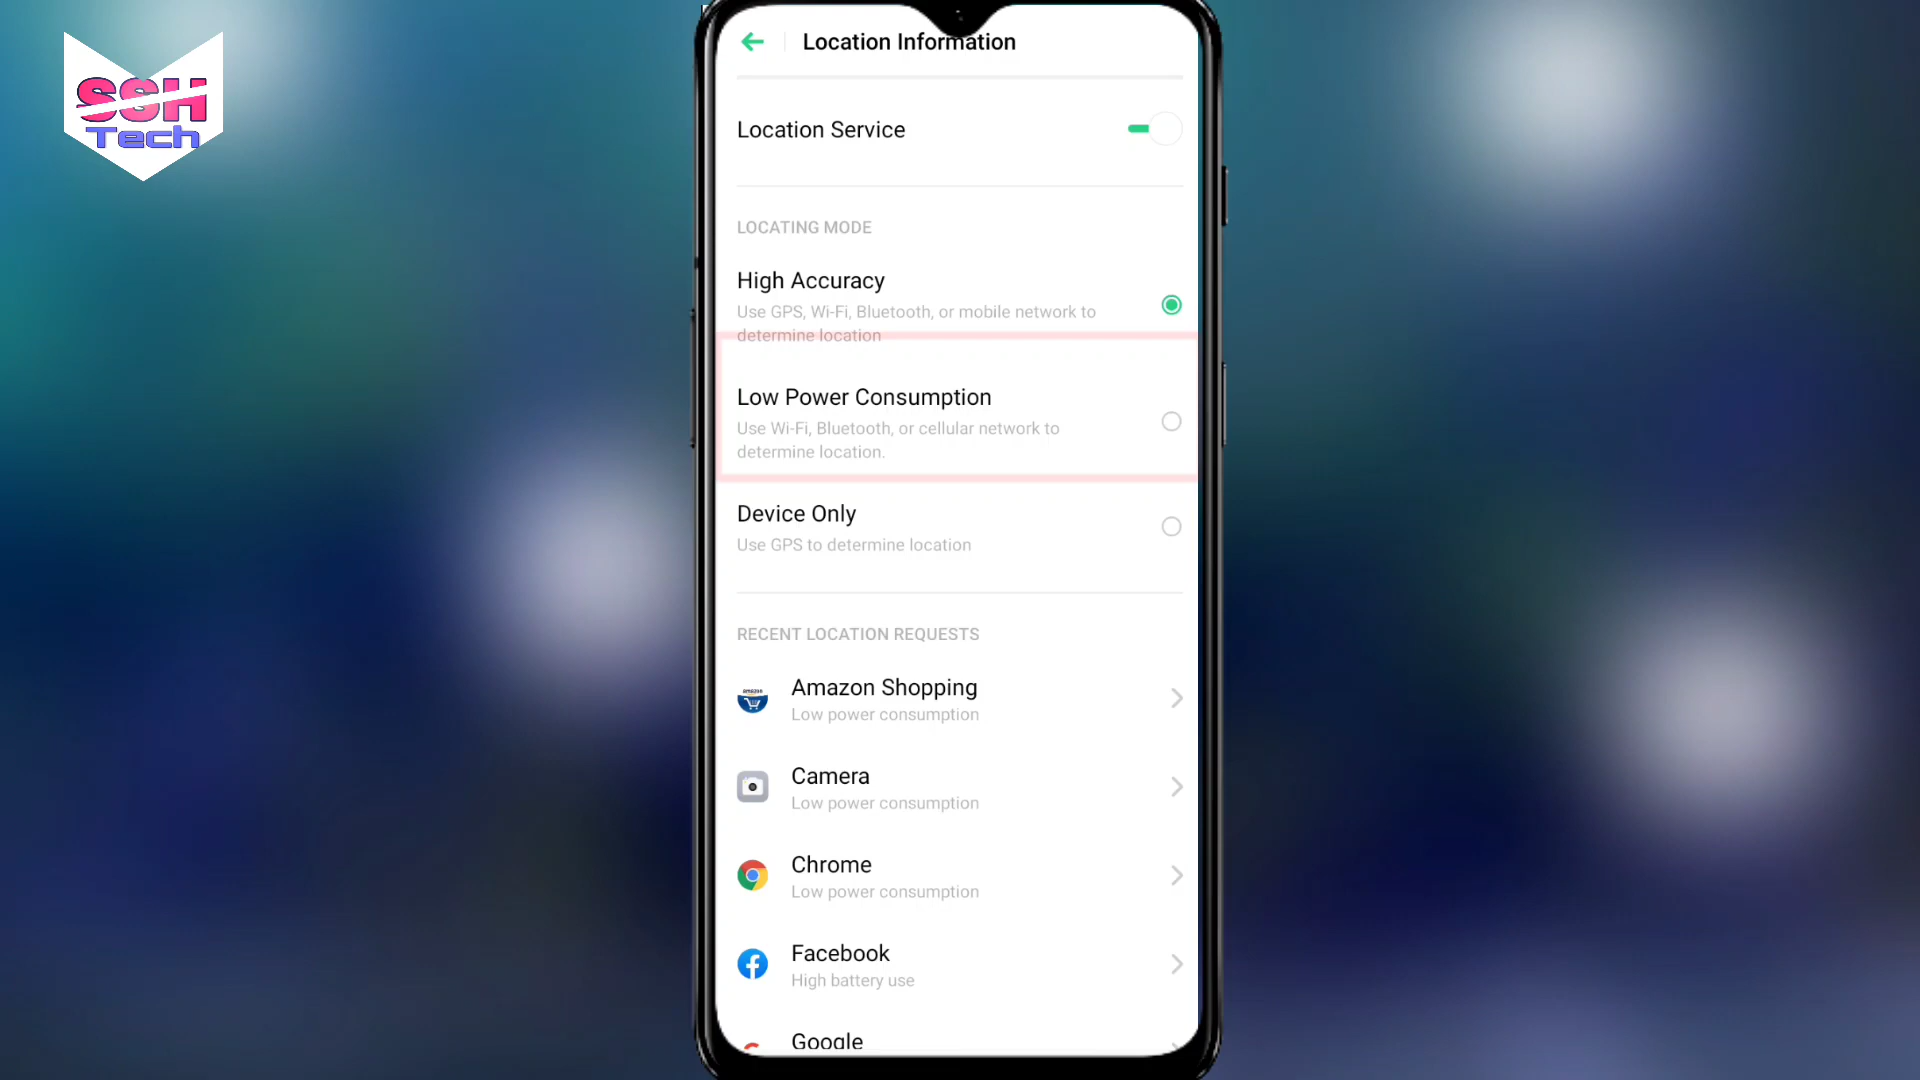 SSH
Tech
Location Information
Location Service
LOCATING MODE
High Accuracy
Use GPS, Wi-Fi, Bluetooth, or mobile network to
determine location
Low Power Consumption
Use Wi-Fi, Bluetooth, or cellular network to
determine location.
Device Only
Use GPS to determine location
RECENT LOCATION REQUESTS
amazon
Amazon Shopping
Low power consumption
Camera
Low power consumption
Chrome
Low power consumption
Facebook
High battery use
Google